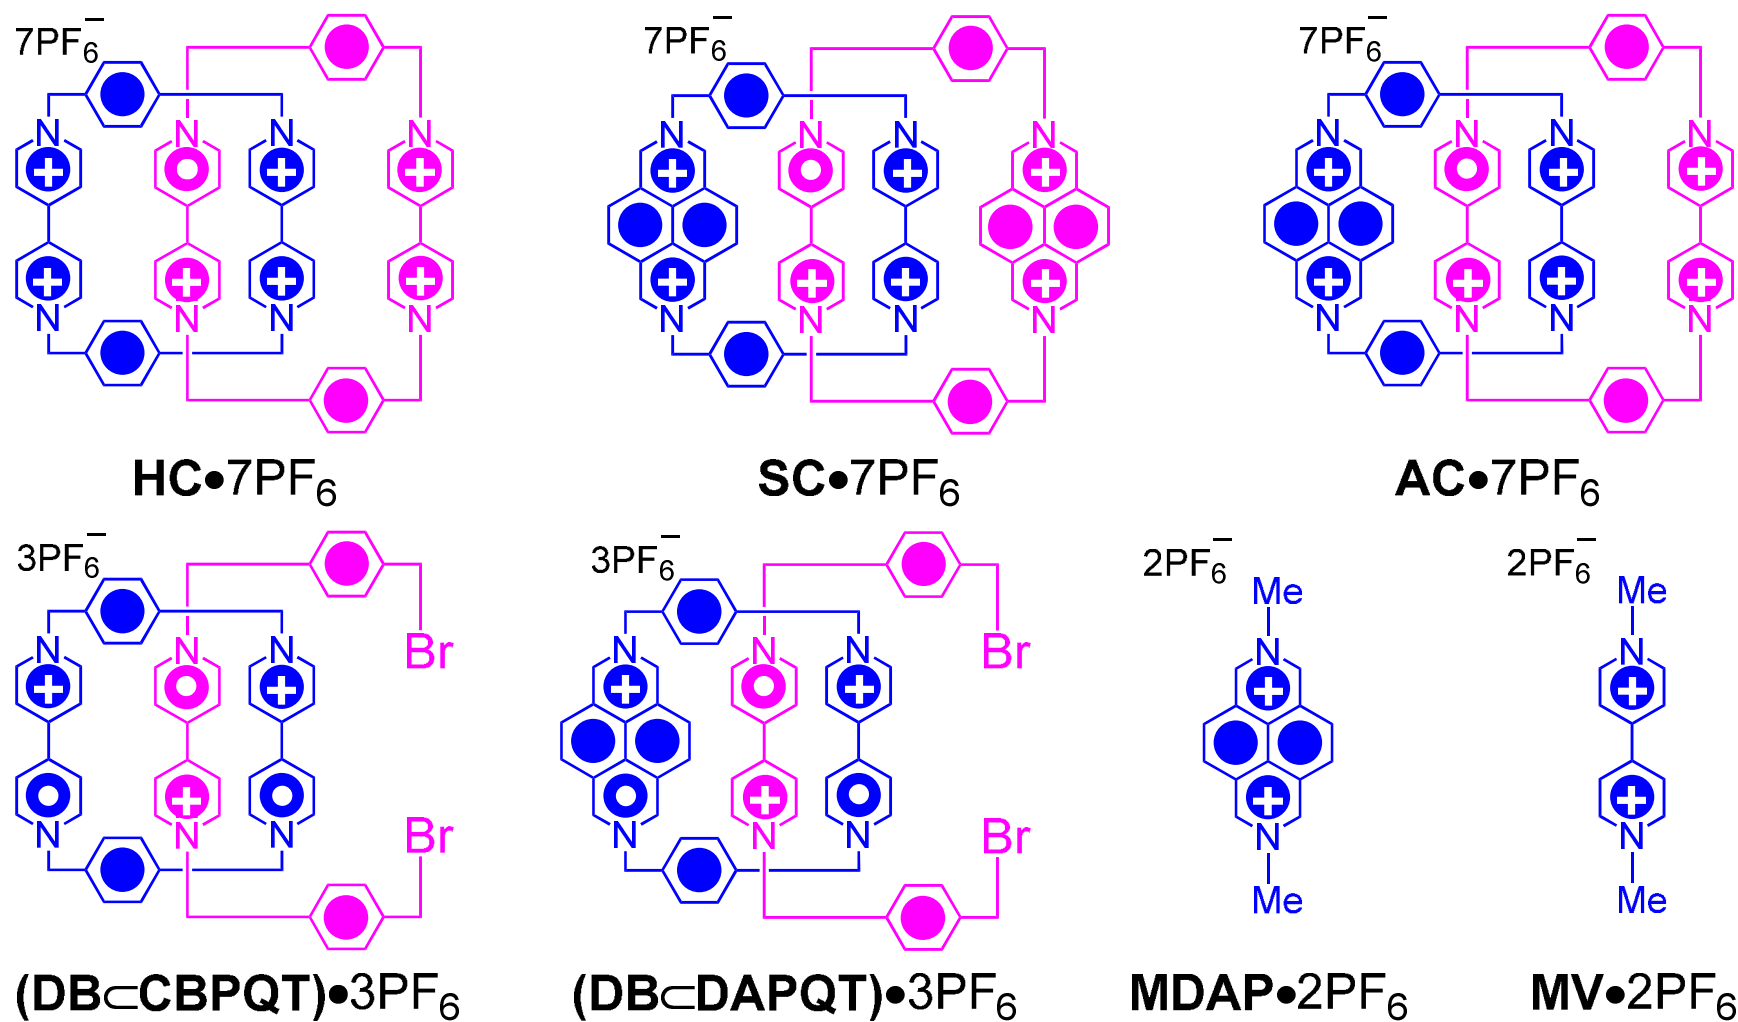 7PF₆⁻ 7PF₆⁻ 7PF₆⁻
N N N N N N N N N N N N
N N N N N N N N N N N N
HC•7PF₆ SC•7PF₆ AC•7PF₆
3PF₆⁻ 3PF₆⁻ 2PF₆⁻ 2PF₆⁻
Me Me
N N N Br N N N Br N N
N N N Br N N N Br N N
Me Me
(DB⊂CBPQT)•3PF₆ (DB⊂DAPQT)•3PF₆ MDAP•2PF₆ MV•2PF₆